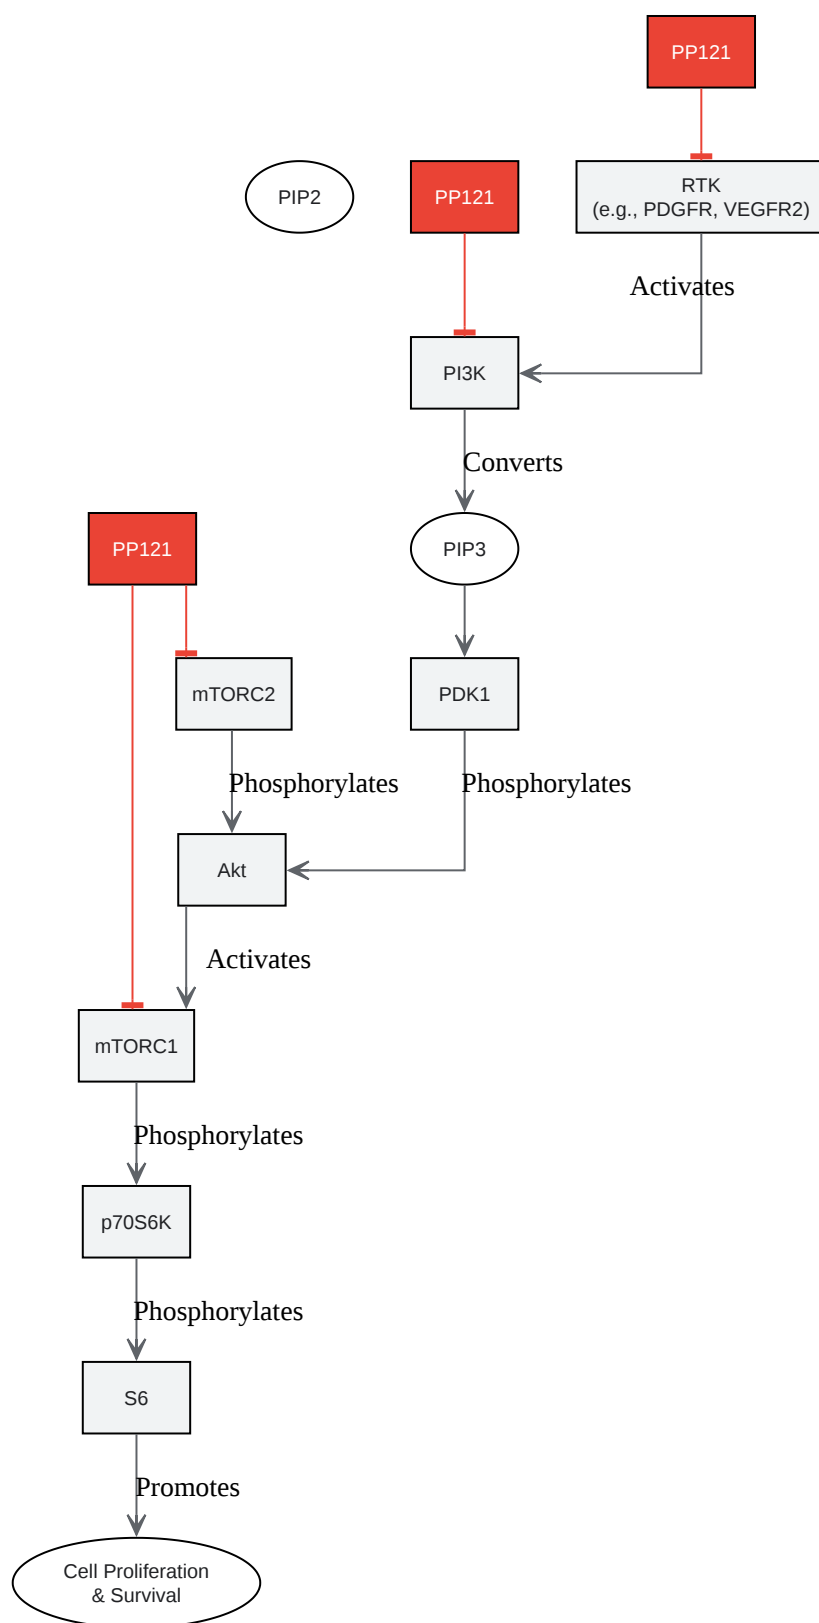 PP121
PIP2
PP121
RTK
(e.g., PDGFR, VEGFR2)
Activates
PI3K
Converts
PP121
PIP3
mTORC2
PDK1
Phosphorylates
Phosphorylates
Akt
Activates
mTORC1
Phosphorylates
p70S6K
Phosphorylates
S6
Promotes
Cell Proliferation
& Survival